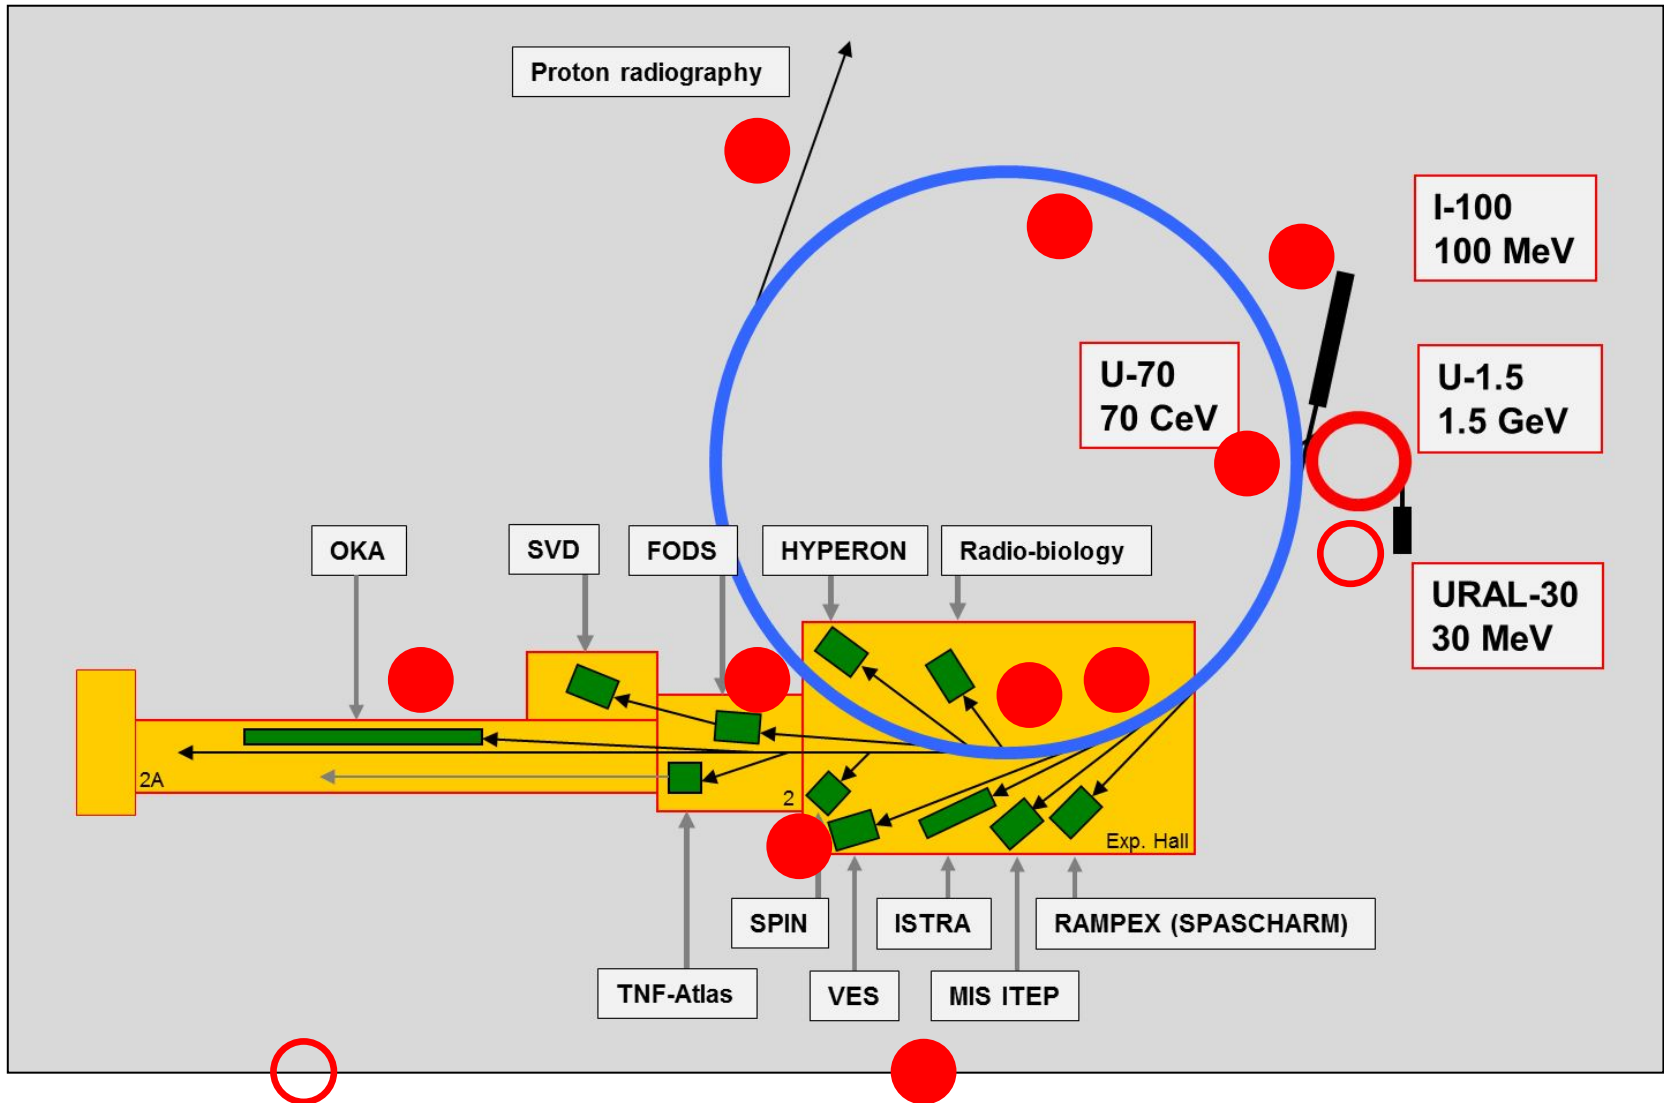 Proton radiography
I-100
100 MeV
U-70
70 CeV
U-1.5
1.5 GeV
OKA
SVD
FODS
HYPERON
Radio-biology
URAL-30
30 MeV
2A
2
Exp. Hall
SPIN
ISTRA
RAMPEX (SPASCHARM)
TNF-Atlas
VES
MIS ITEP